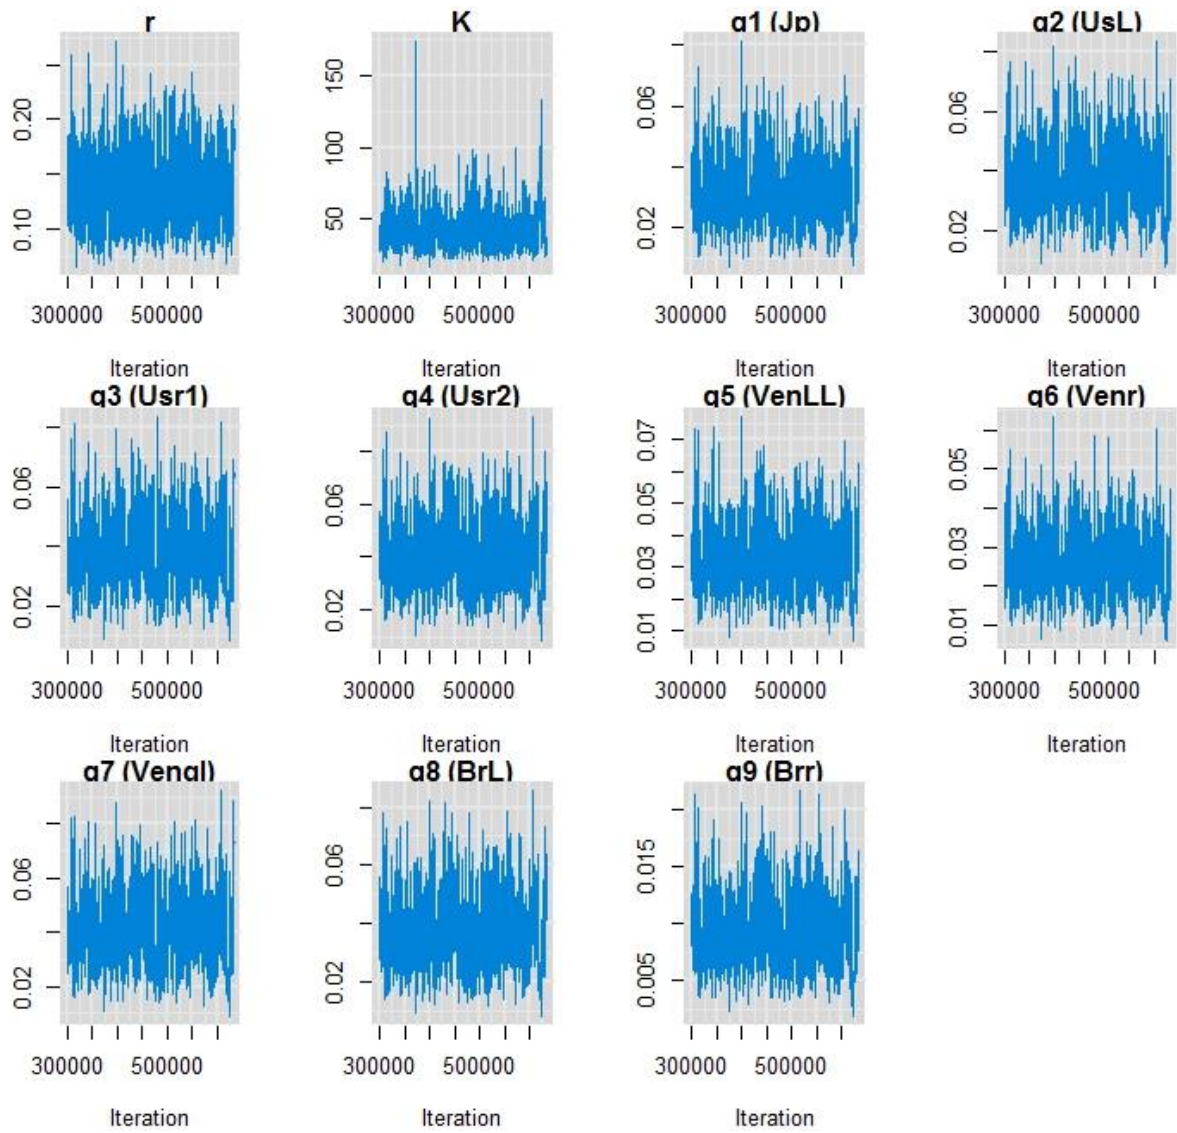 r K q1 (Jp) q2 (UsL)
0.10 0.20 50 100 150 0.02 0.06 0.02 0.06
300000 500000 300000 500000 300000 500000 300000 500000
Iteration Iteration Iteration Iteration
q3 (Usr1) q4 (Usr2) q5 (VenLL) q6 (Venr)
0.02 0.06 0.02 0.06 0.01 0.03 0.05 0.07 0.01 0.03 0.05
300000 500000 300000 500000 300000 500000 300000 500000
Iteration Iteration Iteration Iteration
q7 (Vengl) q8 (BrL) q9 (Brr)
0.02 0.06 0.02 0.06 0.005 0.015
300000 500000 300000 500000 300000 500000
Iteration Iteration Iteration